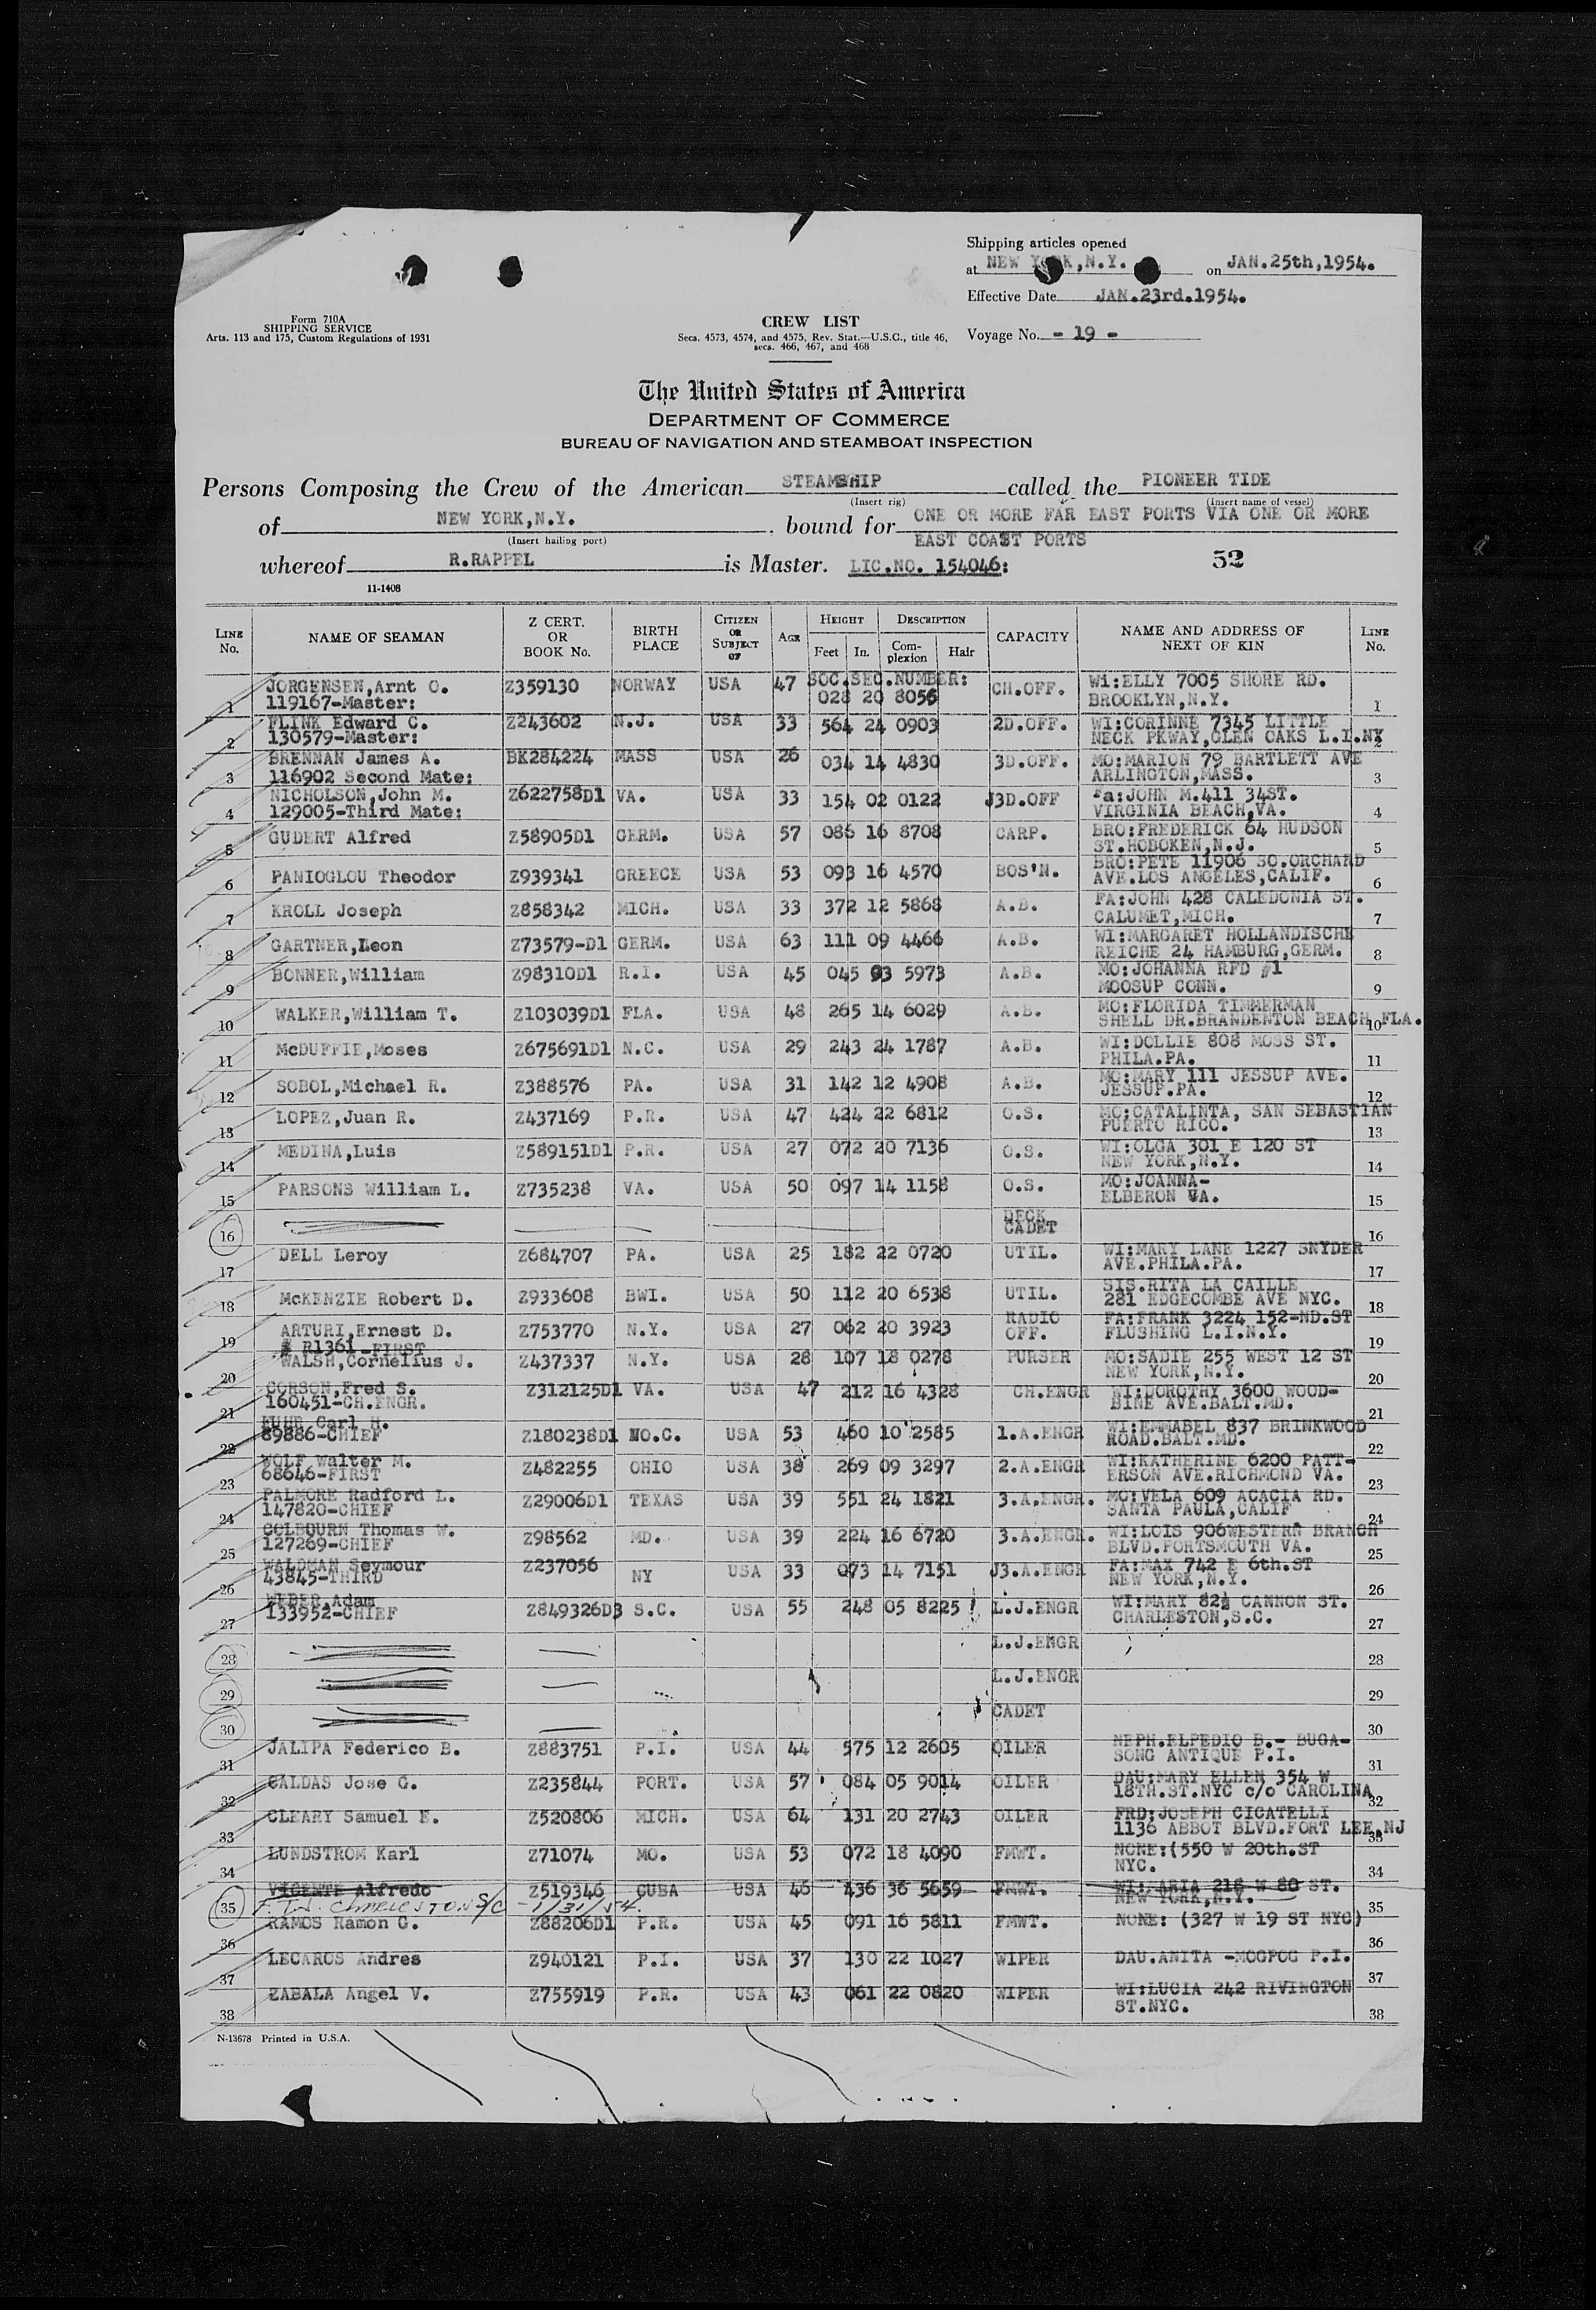 Shipping articles opened
at NEW YORK,N.Y. on JAN.25th,1954.
Effective Date JAN.23rd.1954.
Voyage No. - 19 -
Form 710A
SHIPPING SERVICE
Arts. 113 and 175, Custom Regulations of 1931
CREW LIST
Secs. 4573, 4574, and 4575, Rev. Stat.—U.S.C., title 46,
secs. 466, 467, and 468
The United States of America
DEPARTMENT OF COMMERCE
BUREAU OF NAVIGATION AND STEAMBOAT INSPECTION
Persons Composing the Crew of the American STEAMSHIP called the PIONEER TIDE
(Insert rig) (Insert name of vessel)
of NEW YORK,N.Y. , bound for ONE OR MORE FAR EAST PORTS VIA ONE OR MORE
(Insert hailing port) EAST COAST PORTS
whereof R.RAPPEL is Master. LIC.NO. 154046: 52
11-1408
LINE No. NAME OF SEAMAN Z CERT. OR BOOK No. BIRTH PLACE CITIZEN OR SUBJECT OF AGE HEIGHT Feet In. DESCRIPTION Complexion Hair CAPACITY NAME AND ADDRESS OF NEXT OF KIN LINE No.
SOC.SEC.NUMBER:
1 JORGENSEN,Arnt O. Z359130 NORWAY USA 47 028 20 8056 CH.OFF. Wi:ELLY 7005 SHORE RD. 1
119167-Master: BROOKLYN,N.Y.
2 FLINK Edward C. Z243602 N.J. USA 33 564 24 0903 2D.OFF. WI:CORINNE 7345 LITTLE 2
130579-Master: NECK PKWAY,GLEN OAKS L.I.NY
3 BRENNAN James A. BK284224 MASS USA 26 034 14 4830 3D.OFF. MO:MARION 79 BARTLETT AVE 3
116902 Second Mate: ARLINGTON,MASS.
4 NICHOLSON,John M. Z622758D1 VA. USA 33 154 02 0122 J3D.OFF Fa:JOHN M.411 34ST. 4
129005-Third Mate: VIRGINIA BEACH,VA.
5 GUDERT Alfred Z58905D1 GERM. USA 57 086 16 8708 CARP. BRO:FREDERICK 64 HUDSON 5
ST.HOBOKEN,N.J.
6 PANIOGLOU Theodor Z939341 GREECE USA 53 093 16 4570 BOS'N. BRO:PETE 11906 SO.ORCHARD 6
AVE.LOS ANGELES,CALIF.
7 KROLL Joseph Z858342 MICH. USA 33 372 12 5868 A.B. FA:JOHN 428 CALEDONIA ST. 7
CALUMET,MICH.
8 GARTNER,Leon Z73579-D1 GERM. USA 63 111 09 4466 A.B. WI:MARGARET HOLLANDISCHE 8
REICHE 24 HAMBURG,GERM.
9 BONNER,William Z98310D1 R.I. USA 45 045 03 5973 A.B. MO:JOHANNA RFD #1 9
MOOSUP CONN.
10 WALKER,William T. Z103039D1 FLA. USA 48 265 14 6029 A.B. MO:FLORIDA TIMMERMAN 10
SHELL DR.BRANDENTON BEACH FLA.
11 McDUFFIE,Moses Z675691D1 N.C. USA 29 243 24 1787 A.B. WI:DOLLIE 808 MOSS ST. 11
PHILA.PA.
12 SOBOL,Michael R. Z388576 PA. USA 31 142 12 4908 A.B. MO:MARY 111 JESSUP AVE. 12
JESSUP.PA.
13 LOPEZ,Juan R. Z437169 P.R. USA 47 424 22 6812 O.S. MO:CATALINTA, SAN SEBASTIAN 13
PUERTO RICO.
14 MEDINA,Luis Z589151D1 P.R. USA 27 072 20 7136 O.S. WI:OLGA 301 E 120 ST 14
NEW YORK,N.Y.
15 PARSONS William L. Z735238 VA. USA 50 097 14 1158 O.S. MO:JOANNA- 15
ELBERON VA.
16 DECK CADET 16
17 DELL Leroy Z684707 PA. USA 25 182 22 0720 UTIL. WI:MARY LANE 1227 SNYDER 17
AVE.PHILA.PA.
18 McKENZIE Robert D. Z933608 BWI. USA 50 112 20 6538 UTIL. SIS.RITA LA CAILLE 18
281 EDGECOMBE AVE NYC.
19 ARTURI,Ernest D. Z753770 N.Y. USA 27 062 20 3923 RADIO OFF. FA:FRANK 3224 152-ND.ST 19
# R1361-FIRST FLUSHING L.I.N.Y.
20 WALSH,Cornelius J. Z437337 N.Y. USA 28 107 18 0278 PURSER MO:SADIE 255 WEST 12 ST 20
NEW YORK,N.Y.
21 CORSON,Fred S. Z312125D1 VA. USA 47 212 16 4328 CH.ENGR WI:DOROTHY 3600 WOOD- 21
160451-CH.ENGR. BINE AVE.BALT.MD.
22 Carl H. Z180238D1 NO.C. USA 53 460 10 2585 1.A.ENGR WI:EMMABEL 837 BRINKWOOD 22
89886-CHIEF ROAD.BALT.MD.
23 WOLF Walter M. Z482255 OHIO USA 38 269 09 3297 2.A.ENGR WI:KATHERINE 6200 PATT- 23
68646-FIRST ERSON AVE.RICHMOND VA.
24 PALMORE Radford L. Z29006D1 TEXAS USA 39 551 24 1821 3.A.ENGR. MO:VELA 609 ACACIA RD. 24
147820-CHIEF SANTA PAULA,CALIF
25 COLBOURN Thomas W. Z98562 MD. USA 39 224 16 6720 3.A.ENGR. WI:LOIS 906WESTERN BRANCH 25
127269-CHIEF BLVD.PORTSMOUTH VA.
26 WALDMAN Seymour Z237056 NY USA 33 073 14 7151 J3.A.ENGR FA:MAX 742 E 6th.ST 26
43845-THIRD NEW YORK,N.Y.
27 WEBER,Adam Z849326D3 S.C. USA 55 248 05 8225 L.J.ENGR WI:MARY 82½ CANNON ST. 27
133952-CHIEF CHARLESTON,S.C.
28 L.J.ENGR 28
29 L.J.ENGR 29
30 CADET 30
31 JALIPA Federico B. Z883751 P.I. USA 44 575 12 2605 OILER NEPH.ELPEDIO B.- BUGA- 31
SONG ANTIQUE P.I.
32 CALDAS Jose G. Z235844 PORT. USA 57 084 05 9014 OILER DAU:MARY ELLEN 354 W 32
18TH.ST.NYC c/o CAROLINA
33 CLEARY Samuel E. Z520806 MICH. USA 64 131 20 2743 OILER FRD:JOSEPH CICATELLI 33
1136 ABBOT BLVD.FORT LEE,NJ
34 LUNDSTROM Karl Z71074 MO. USA 53 072 18 4090 FMWT. NONE:(550 W 20th.ST 34
NYC.
35 VICENTE Alfredo Z519346 CUBA USA 46 436 36 5659 FMWT. WI:MARIA 218 W 80 ST. 35
CHARLESTON S/C - 1/31/54. NEW YORK,N.Y.
36 RAMOS Ramon G. Z88206D1 P.R. USA 45 091 16 5811 FMWT. NONE: (327 W 19 ST NYC) 36
37 LECAROS Andres Z940121 P.I. USA 37 130 22 1027 WIPER DAU.ANITA -MOGPOG P.I. 37
38 ZABALA Angel V. Z755919 P.R. USA 43 061 22 0820 WIPER WI:LUCIA 242 RIVINGTON 38
ST.NYC.
N-13678 Printed in U.S.A.